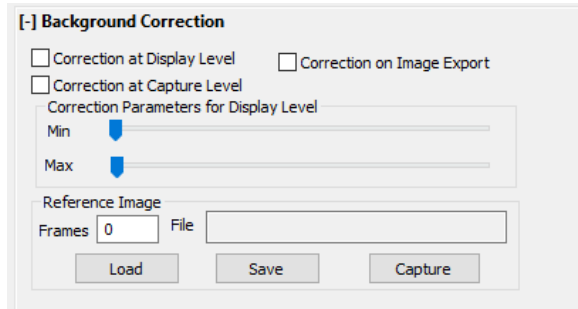 [-] Background Correction
Correction at Display Level
Correction on Image Export
Correction at Capture Level
Correction Parameters for Display Level
Min
Max
Reference Image
Frames 0 File
Load Save Capture